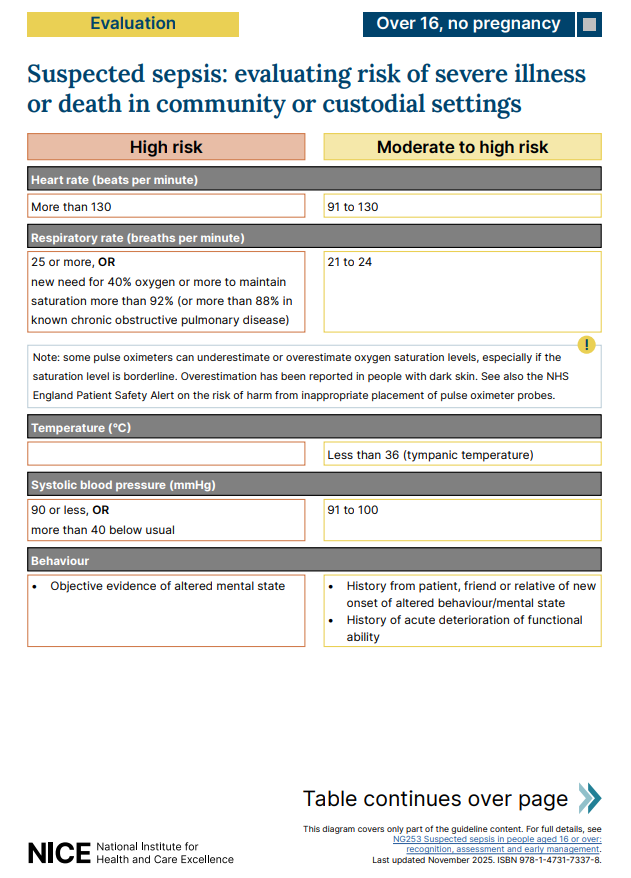 Evaluation
Over 16, no pregnancy
Suspected sepsis: evaluating risk of severe illness
or death in community or custodial settings
High risk
Moderate to high risk
Heart rate (beats per minute)
More than 130
91 to 130
Respiratory rate (breaths per minute)
25 or more, OR
new need for 40% oxygen or more to maintain
saturation more than 92% (or more than 88% in
known chronic obstructive pulmonary disease)
21 to 24
!
Note: some pulse oximeters can underestimate or overestimate oxygen saturation levels, especially if the
saturation level is borderline. Overestimation has been reported in people with dark skin. See also the NHS
England Patient Safety Alert on the risk of harm from inappropriate placement of pulse oximeter probes.
Temperature (°C)
Less than 36 (tympanic temperature)
Systolic blood pressure (mmHg)
90 or less, OR
more than 40 below usual
91 to 100
Behaviour
• Objective evidence of altered mental state
• History from patient, friend or relative of new
onset of altered behaviour/mental state
• History of acute deterioration of functional
ability
Table continues over page
This diagram covers only part of the guideline content. For full details, see
NG253 Suspected sepsis in people aged 16 or over:
recognition, assessment and early management.
Last updated November 2025. ISBN 978-1-4731-7337-8.
NICE National Institute for
Health and Care Excellence